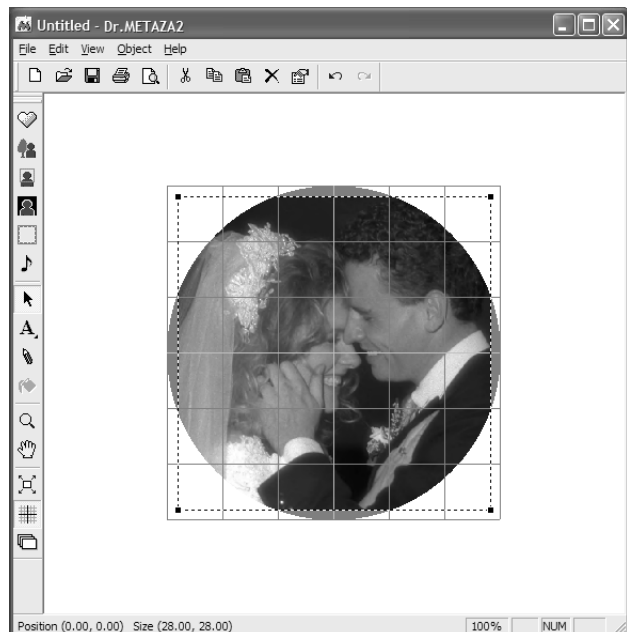 Untitled - Dr.METAZA2
File Edit View Object Help
A
Position (0.00, 0.00) Size (28.00, 28.00) 100% NUM